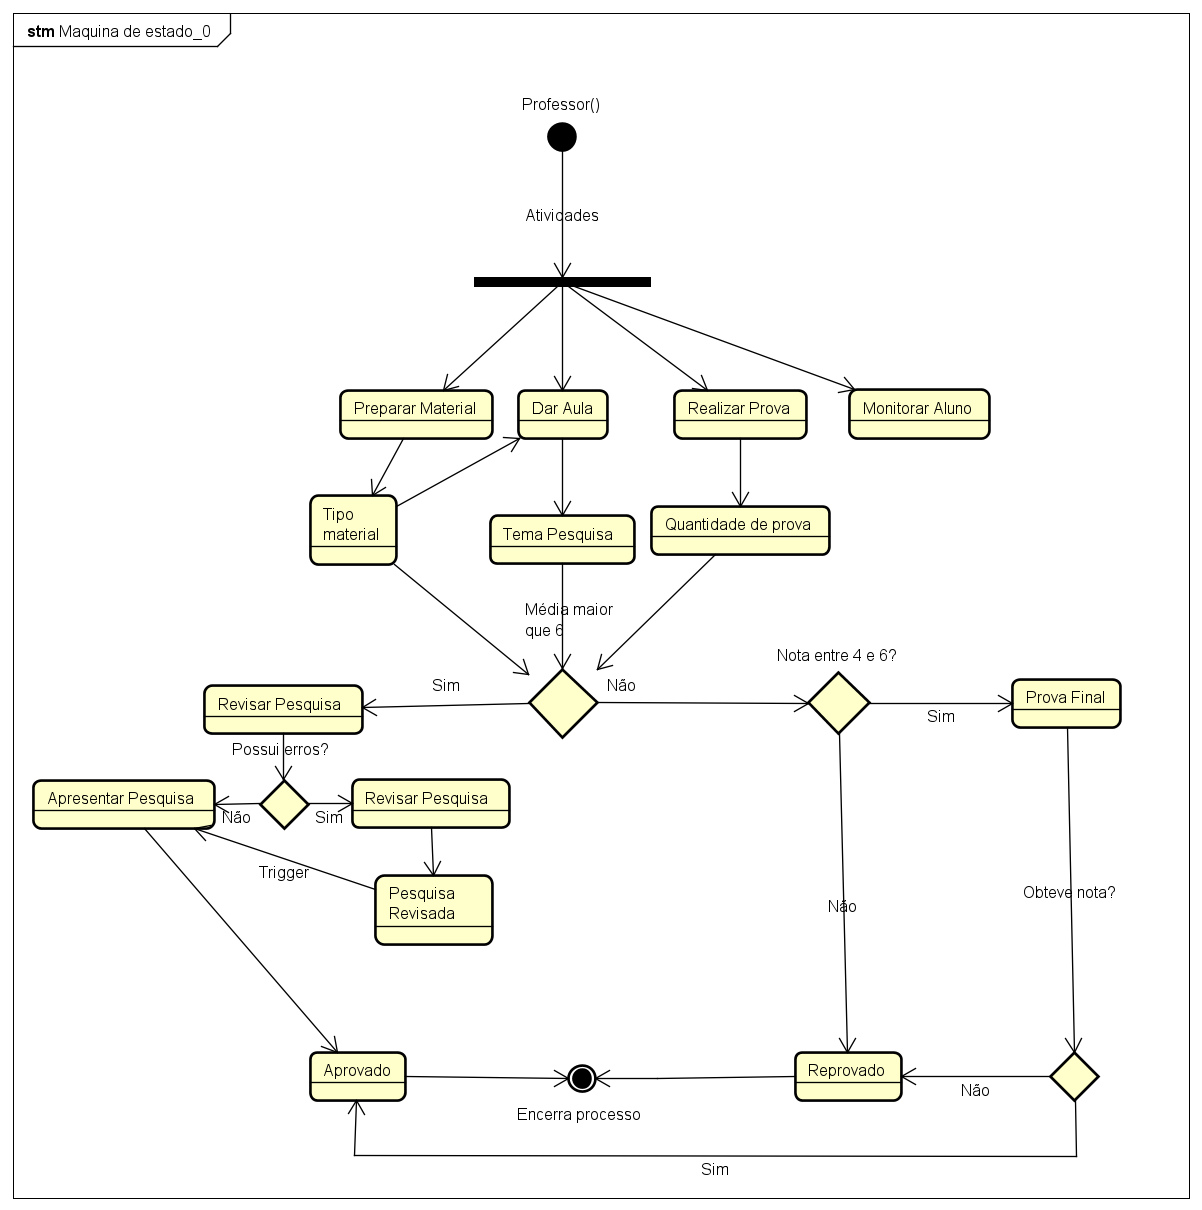 stm Maquina de estado_0
Professor()
Atividades
Preparar Material
Dar Aula
Realizar Prova
Monitorar Aluno
Tipo
material
Tema Pesquisa
Quantidade de prova
Média maior
que 6
Nota entre 4 e 6?
Sim
Não
Revisar Pesquisa
Prova Final
Sim
Possui erros?
Apresentar Pesquisa
Revisar Pesquisa
Não
Sim
Trigger
Pesquisa
Revisada
Não
Obteve nota?
Aprovado
Reprovado
Não
Encerra processo
Sim